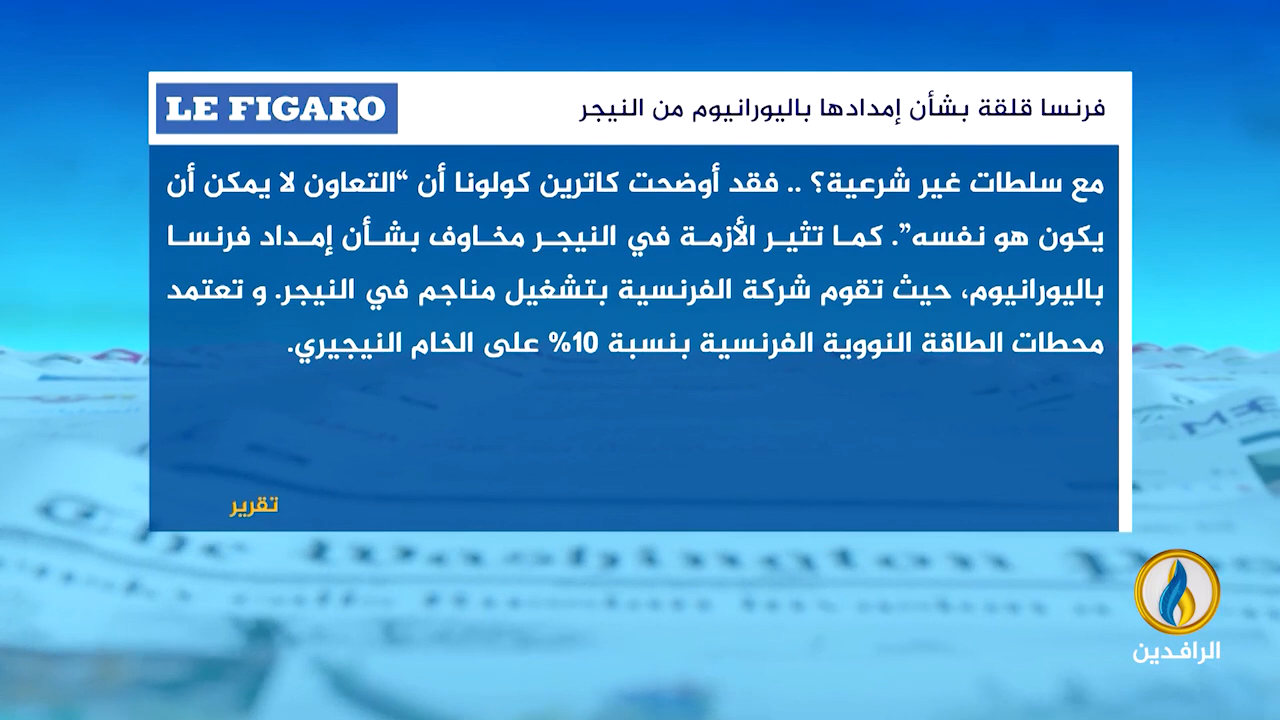 LE FIGARO
فرنسا قلقة بشأن إمدادها باليورانيوم من النيجر
مع سلطات غير شرعية؟ .. فقد أوضحت كاترين كولونا أن “التعاون لا يمكن أن
يكون هو نفسه”. كما تثير الأزمة في النيجر مخاوف بشأن إمداد فرنسا
باليورانيوم، حيث تقوم شركة الفرنسية بتشغيل مناجم في النيجر. و تعتمد
محطات الطاقة النووية الفرنسية بنسبة 10% على الخام النيجيري.
تقرير
الرافدين